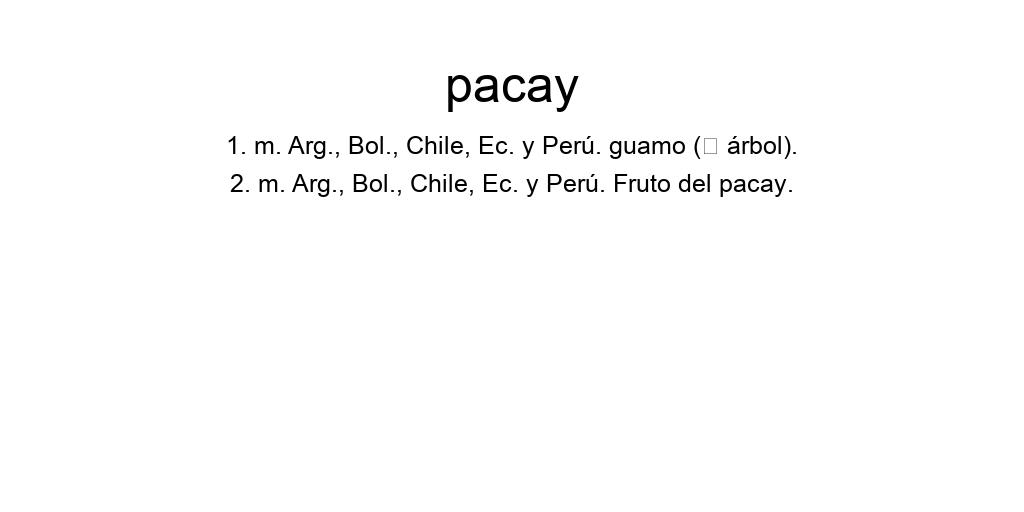 pacay
1. m. Arg., Bol., Chile, Ec. y Perú. guamo (□ árbol).
2. m. Arg., Bol., Chile, Ec. y Perú. Fruto del pacay.